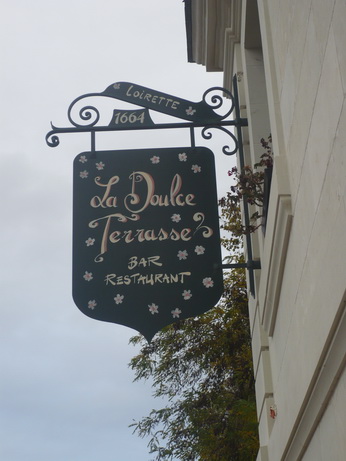 LOIRETTE
1664
La Doulce
Terrasse
BAR
RESTAURANT